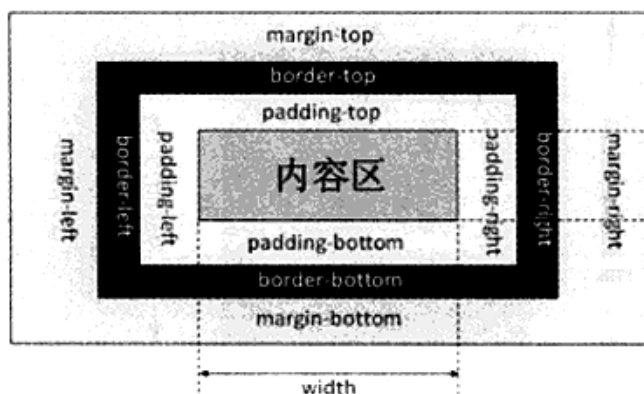 margin-top
border-top
padding-top
margin-left
border-left
padding-left
内容区
padding-right
border-right
margin-right
padding-bottom
border-bottom
margin-bottom
width